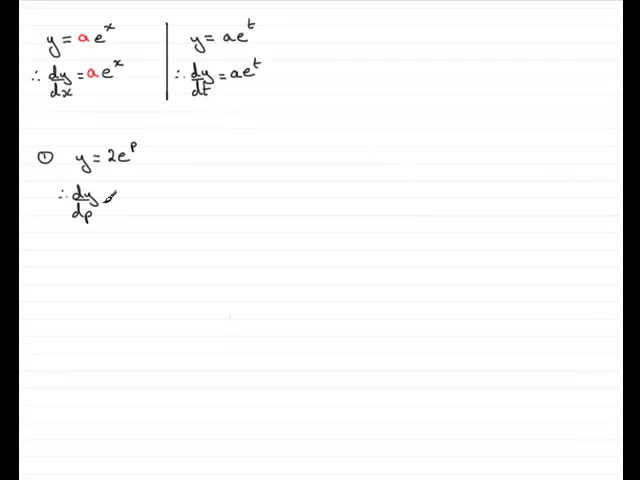 y = ae^x
∴ dy/dx = ae^x
y = ae^t
∴ dy/dt = ae^t
① y = 2e^p
∴ dy/dp